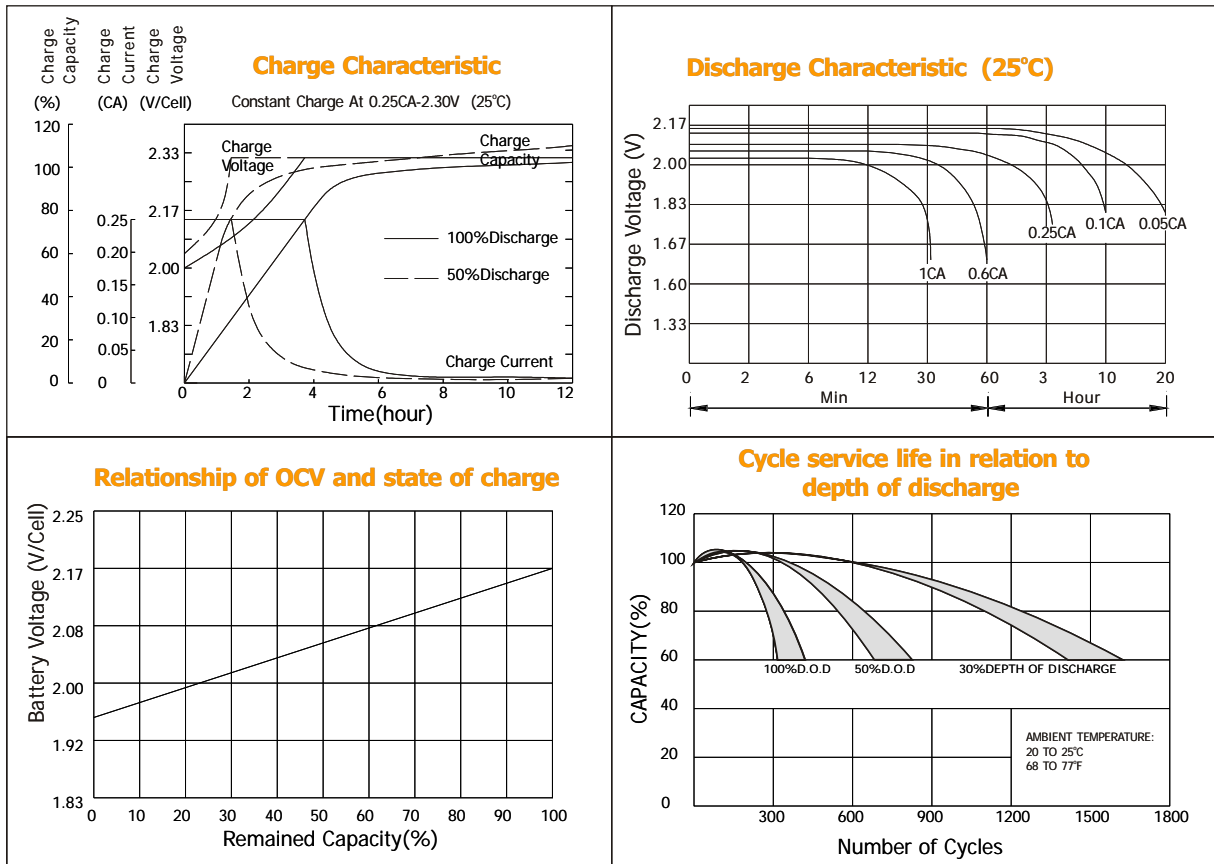 Charge Capacity
Charge Current
Charge Voltage
(%)
(CA)
(V/Cell)
Charge Characteristic
Constant Charge At 0.25CA-2.30V (25°C)
120
100
80
60
40
20
0
0.25
0.20
0.15
0.10
0.05
0
2.33
2.17
2.00
1.83
Charge
Voltage
Charge
Capacity
100%Discharge
50%Discharge
Charge Current
0
2
4
6
8
10
12
Time(hour)
Discharge Characteristic (25°C)
Discharge Voltage (V)
2.17
2.00
1.83
1.67
1.60
1.33
1CA
0.6CA
0.25CA
0.1CA
0.05CA
0
2
6
12
30
60
3
10
20
Min
Hour
Relationship of OCV and state of charge
Battery Voltage (V/Cell)
2.25
2.17
2.08
2.00
1.92
1.83
0
10
20
30
40
50
60
70
80
90
100
Remained Capacity(%)
Cycle service life in relation to
depth of discharge
CAPACITY(%)
120
100
80
60
40
20
0
100%D.O.D
50%D.O.D
30%DEPTH OF DISCHARGE
AMBIENT TEMPERATURE:
20 TO 25°C
68 TO 77°F
300
600
900
1200
1500
1800
Number of Cycles